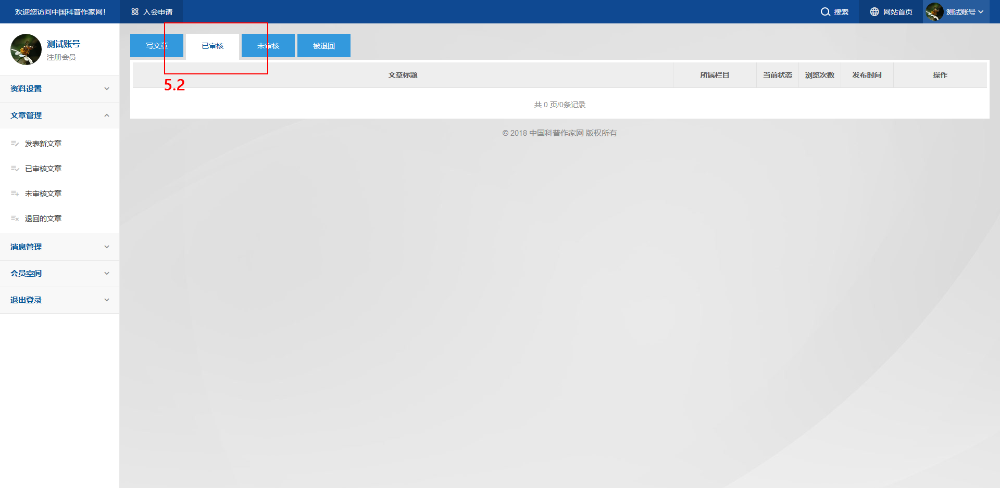 欢迎您访问中国科普作家网!
入会申请
搜索
网站首页
测试账号
测试账号
注册会员
资料设置
文章管理
发表新文章
已审核文章
未审核文章
退回的文章
消息管理
会员空间
退出登录
写文章
已审核
未审核
被退回
5.2
文章标题
所属栏目
当前状态
浏览次数
发布时间
操作
共 0 页/0条记录
© 2018 中国科普作家网 版权所有